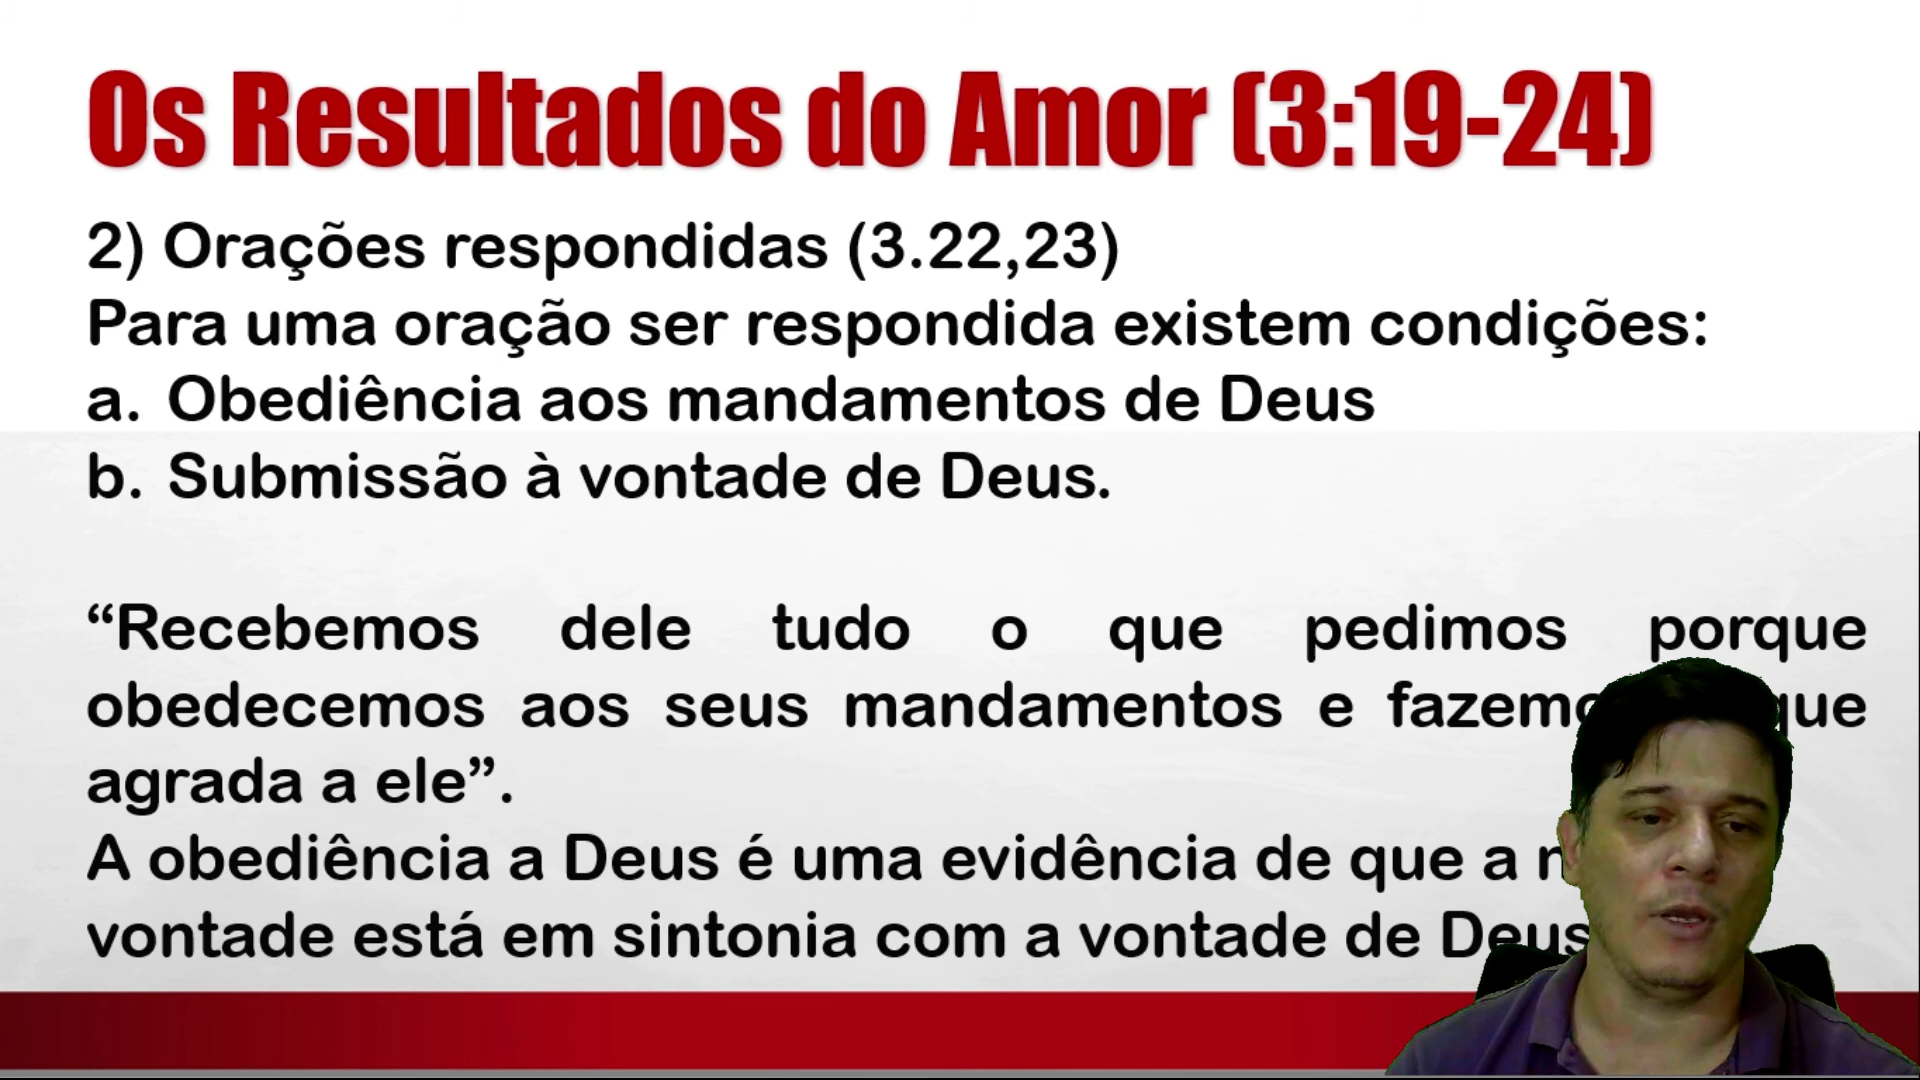 Os Resultados do Amor (3:19-24)
2) Orações respondidas (3.22,23)
Para uma oração ser respondida existem condições:
a. Obediência aos mandamentos de Deus
b. Submissão à vontade de Deus.
“Recebemos dele tudo o que pedimos porque
obedecemos aos seus mandamentos e
agrada a ele”.
A obediência a Deus é uma evidência de que a
vontade está em sintonia com a vontade de Deus